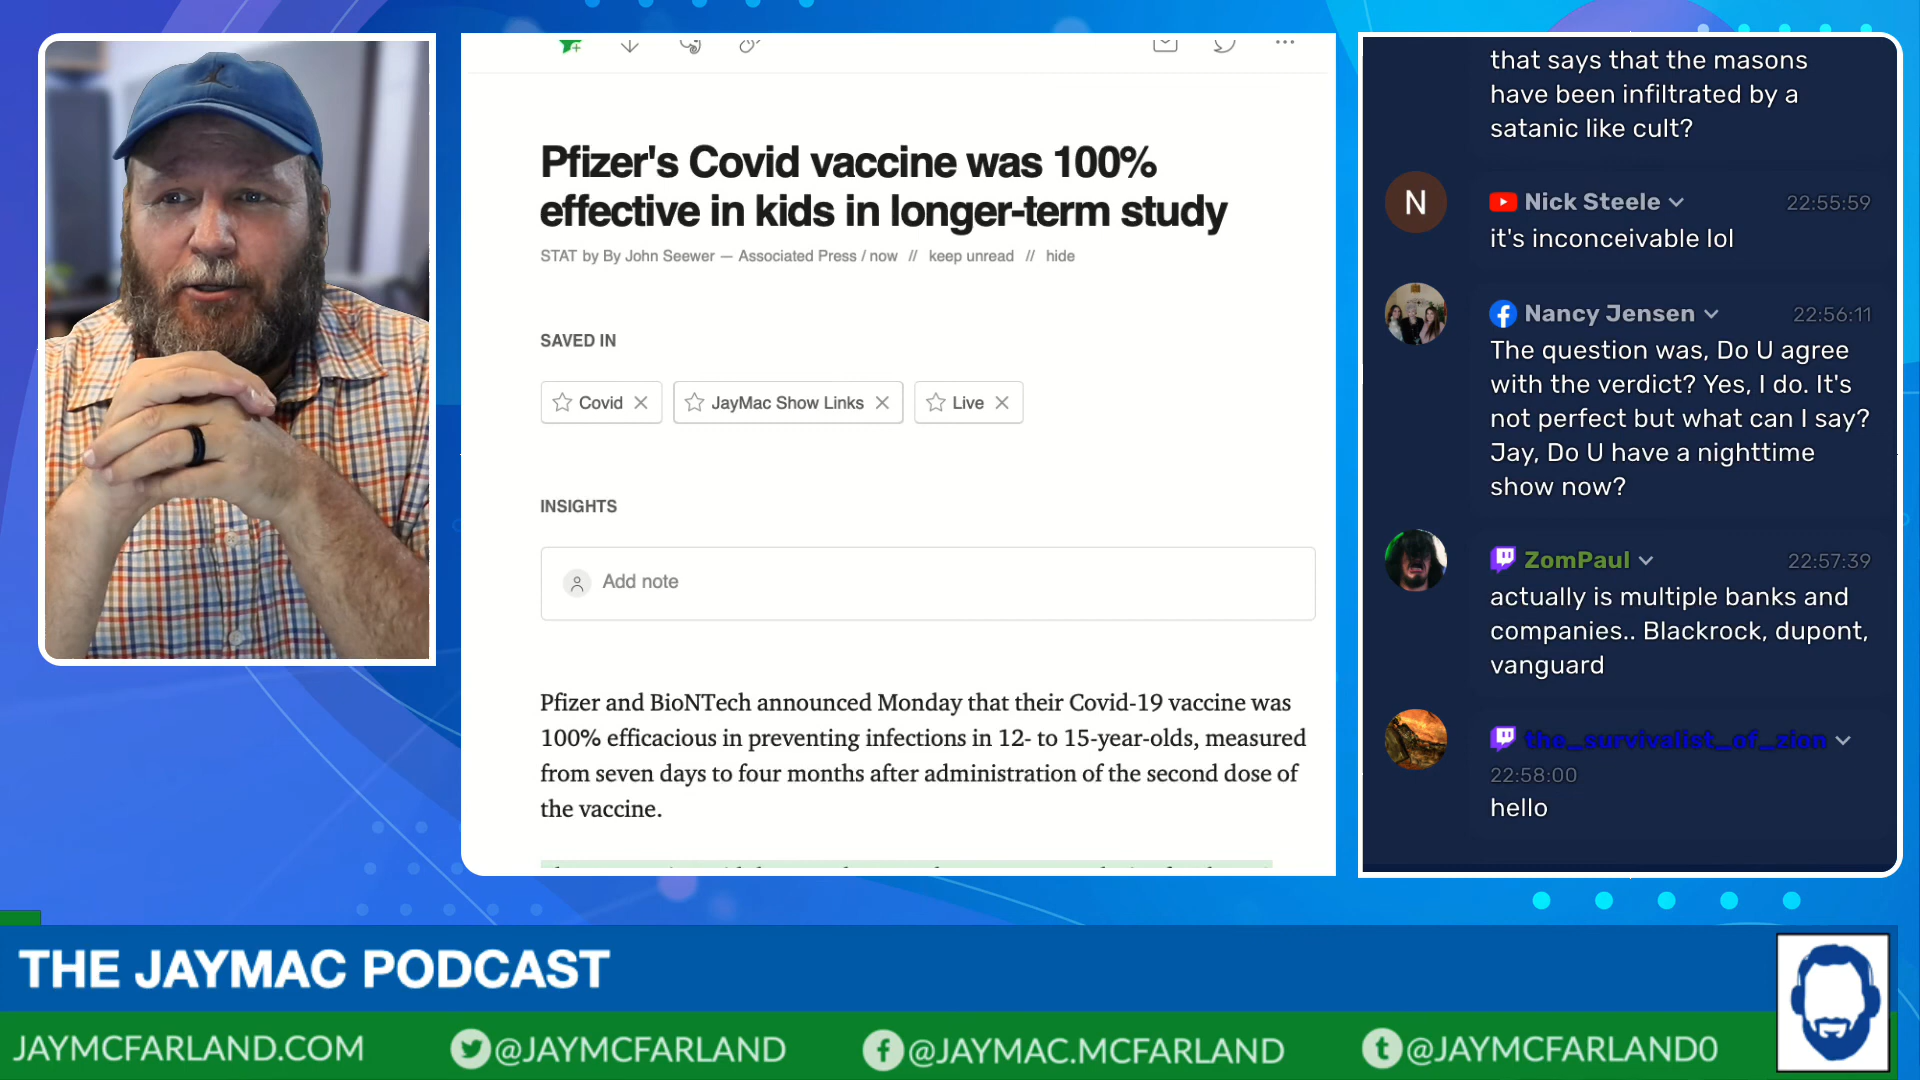 Pfizer's Covid vaccine was 100%
effective in kids in longer-term study
STAT by By John Seewer — Associated Press / now // keep unread // hide
SAVED IN
Covid
JayMac Show Links
Live
INSIGHTS
Add note
Pfizer and BioNTech announced Monday that their Covid-19 vaccine was
100% efficacious in preventing infections in 12- to 15-year-olds, measured
from seven days to four months after administration of the second dose of
the vaccine.
that says that the masons
have been infiltrated by a
satanic like cult?
N
Nick Steele 22:55:59
it's inconceivable lol
Nancy Jensen 22:56:11
The question was, Do U agree
with the verdict? Yes, I do. It's
not perfect but what can I say?
Jay, Do U have a nighttime
show now?
ZomPaul 22:57:39
actually is multiple banks and
companies.. Blackrock, dupont,
vanguard
the_survivalist_of_zion
22:58:00
hello
THE JAYMAC PODCAST
JAYMCFARLAND.COM @JAYMCFARLAND @JAYMAC.MCFARLAND @JAYMCFARLAND0